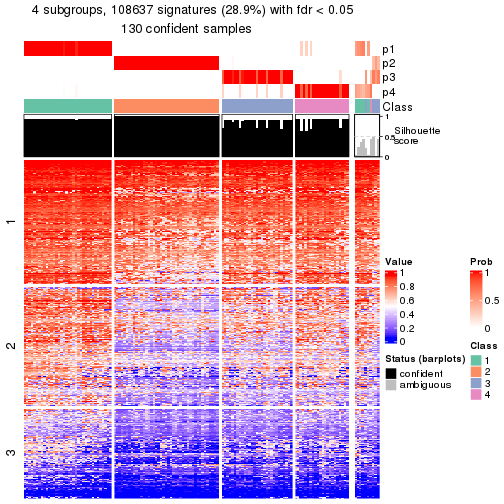 4 subgroups, 108637 signatures (28.9%) with fdr < 0.05
130 confident samples
p1
p2
p3
p4
Class
1
0.5
0
Silhouette
score
1
2
3
Value
1
0.8
0.6
0.4
0.2
0
Status (barplots)
confident
ambiguous
Prob
1
0.5
0
Class
1
2
3
4